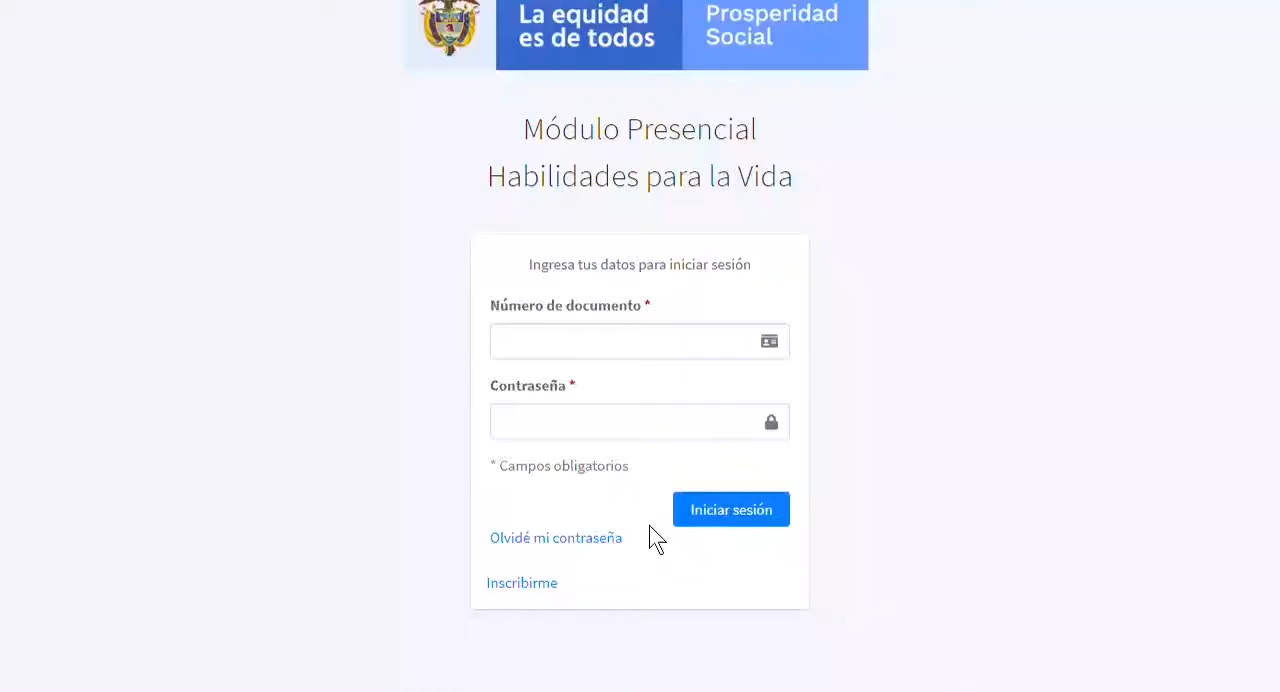 La equidad
es de todos
Prosperidad
Social
Módulo Presencial
Habilidades para la Vida
Ingresa tus datos para iniciar sesión
Número de documento *
Contraseña *
* Campos obligatorios
Iniciar sesión
Olvidé mi contraseña
Inscribirme